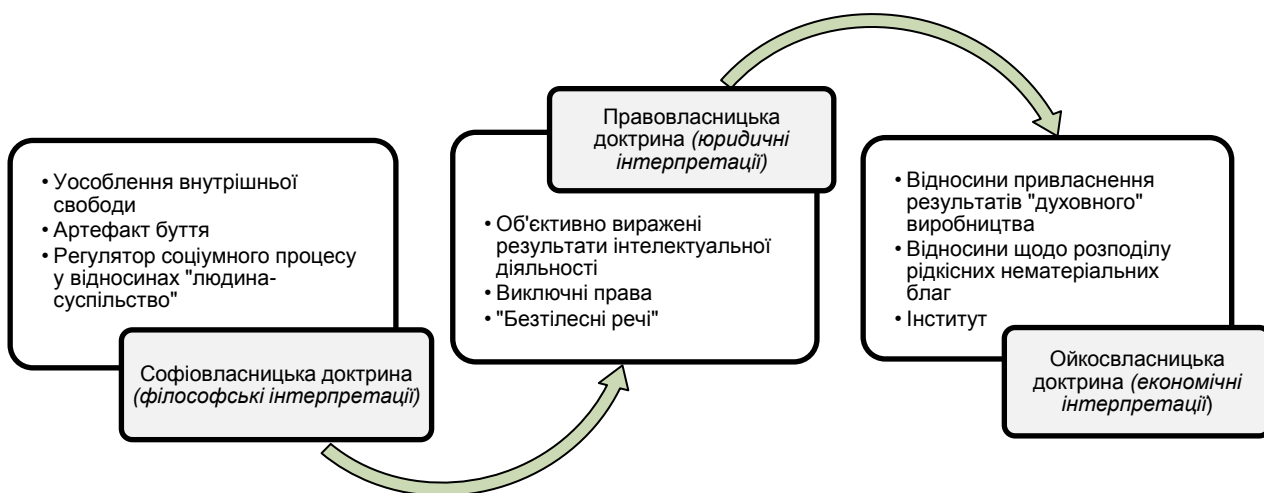 • Уособлення внутрішньої
свободи
• Артефакт буття
• Регулятор соціумного процесу
у відносинах "людина-
суспільство"
Софіовласницька доктрина
(філософські інтерпретації)
Правовласницька
доктрина (юридичні
інтерпретації)
• Об'єктивно виражені
результати інтелектуальної
діяльності
• Виключні права
• "Безтілесні речі"
• Відносини привласнення
результатів "духовного"
виробництва
• Відносини щодо розподілу
рідкісних нематеріальних
благ
• Інститут
Ойкосвласницька
доктрина (економічні
інтерпретації)